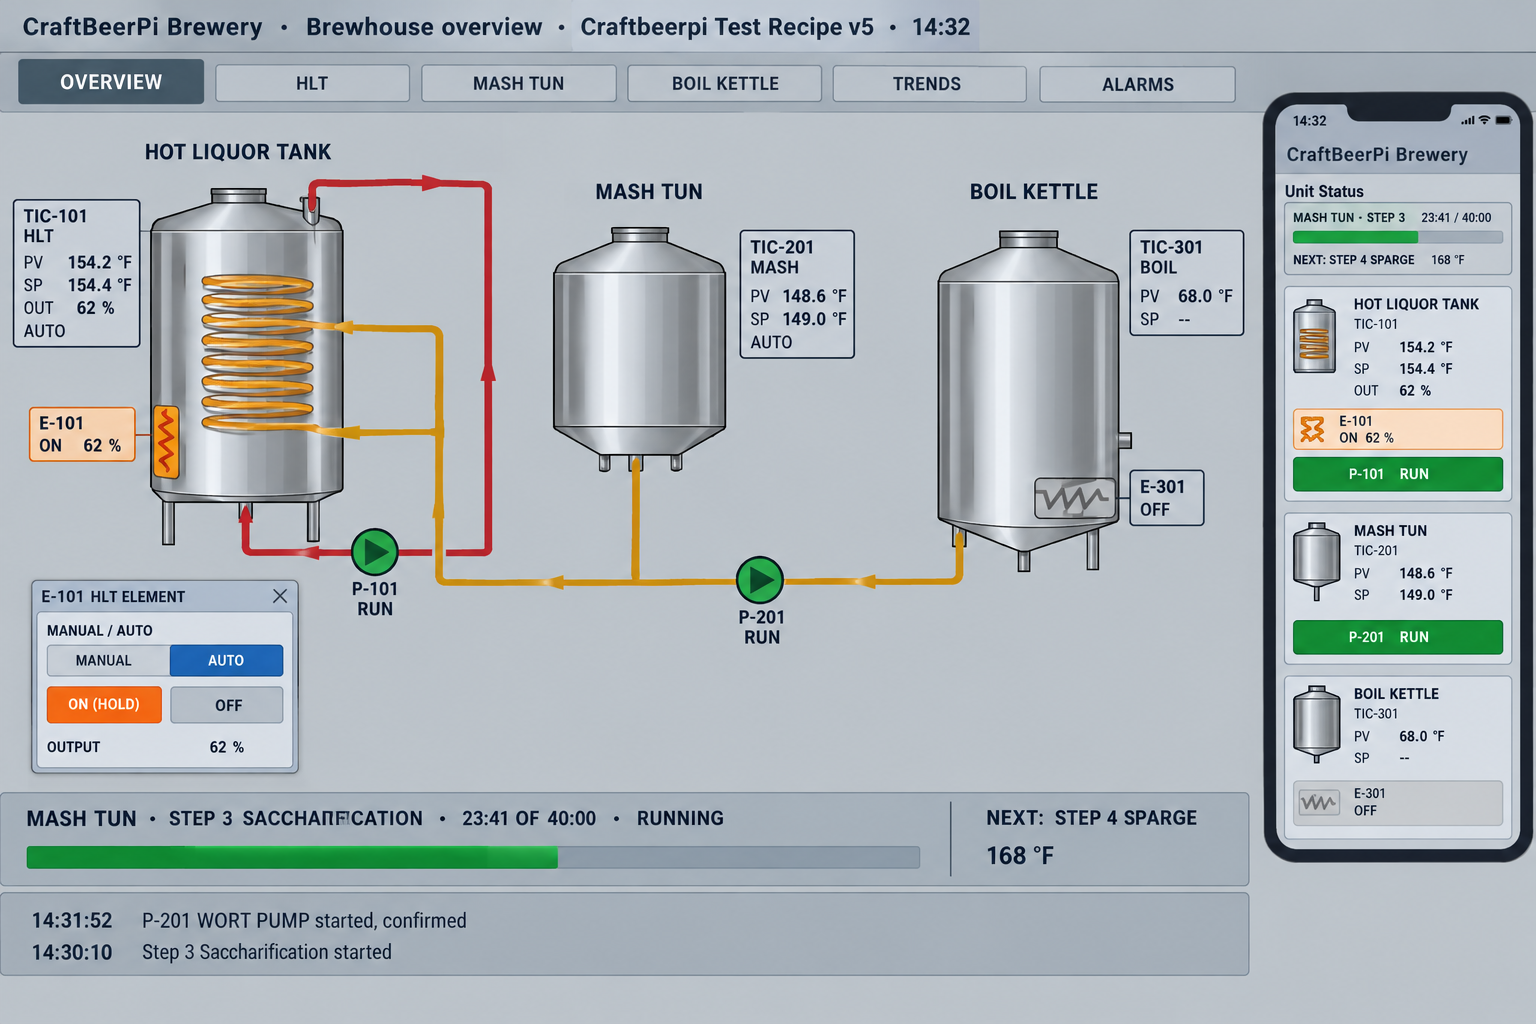 CraftBeerPi Brewery • Brewhouse overview • Craftbeerpi Test Recipe v5 • 14:32
OVERVIEW
HLT
MASH TUN
BOIL KETTLE
TRENDS
ALARMS
HOT LIQUOR TANK
TIC-101
HLT
PV 154.2 °F
SP 154.4 °F
OUT 62 %
AUTO
E-101
ON 62 %
P-101
RUN
MASH TUN
TIC-201
MASH
PV 148.6 °F
SP 149.0 °F
AUTO
P-201
RUN
BOIL KETTLE
TIC-301
BOIL
PV 68.0 °F
SP --
E-301
OFF
E-101 HLT ELEMENT
MANUAL / AUTO
MANUAL
AUTO
ON (HOLD)
OFF
OUTPUT 62 %
MASH TUN • STEP 3 • 23:41 OF 40:00 • RUNNING
NEXT: STEP 4 SPARGE
168 °F
14:31:52 P-201 WORT PUMP started, confirmed
14:30:10 Step 3 Saccharification started
14:32
CraftBeerPi Brewery
Unit Status
MASH TUN • STEP 3 23:41 / 40:00
NEXT: STEP 4 SPARGE 168 °F
HOT LIQUOR TANK
TIC-101
PV 154.2 °F
SP 154.4 °F
OUT 62 %
E-101
ON 62 %
P-101 RUN
MASH TUN
TIC-201
PV 148.6 °F
SP 149.0 °F
P-201 RUN
BOIL KETTLE
TIC-301
PV 68.0 °F
SP --
E-301
OFF